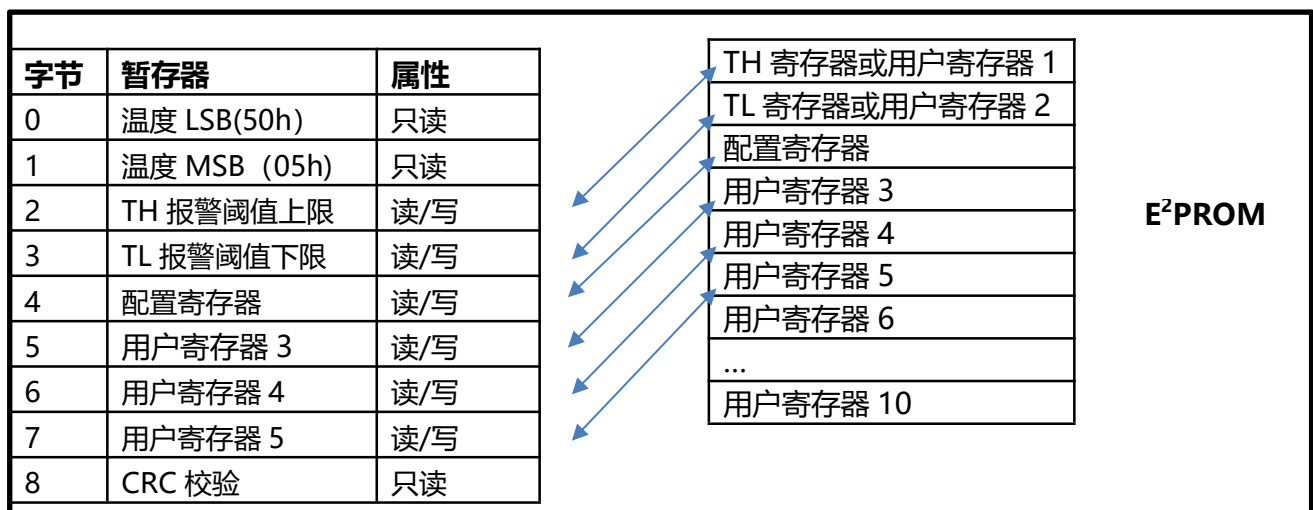 字节 暂存器 属性
0 温度 LSB(50h） 只读
1 温度 MSB（05h) 只读
2 TH 报警阈值上限 读/写
3 TL 报警阈值下限 读/写
4 配置寄存器 读/写
5 用户寄存器 3 读/写
6 用户寄存器 4 读/写
7 用户寄存器 5 读/写
8 CRC 校验 只读
TH 寄存器或用户寄存器 1
TL 寄存器或用户寄存器 2
配置寄存器
用户寄存器 3
用户寄存器 4
用户寄存器 5
用户寄存器 6
...
用户寄存器 10
E²PROM